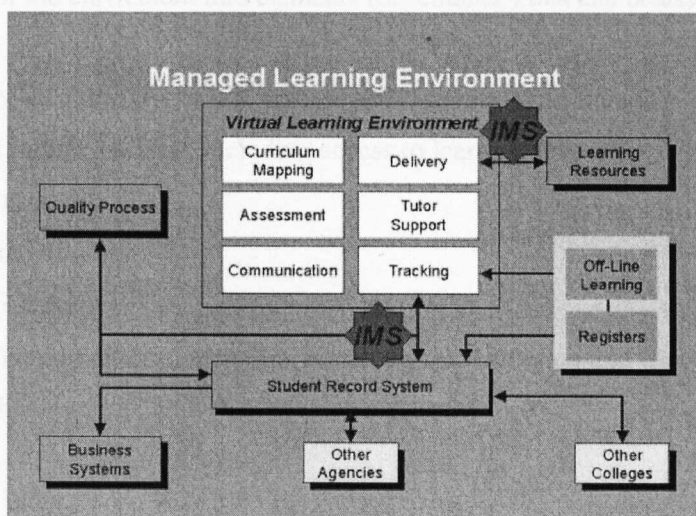 Managed Learning Environment
Virtual Learning Environment
IMS
Curriculum
Mapping
Delivery
Learning
Resources
Quality Process
Assessment
Tutor
Support
Communication
Tracking
Off-Line
Learning
Registers
IMS
Student Record System
Business
Systems
Other
Agencies
Other
Colleges